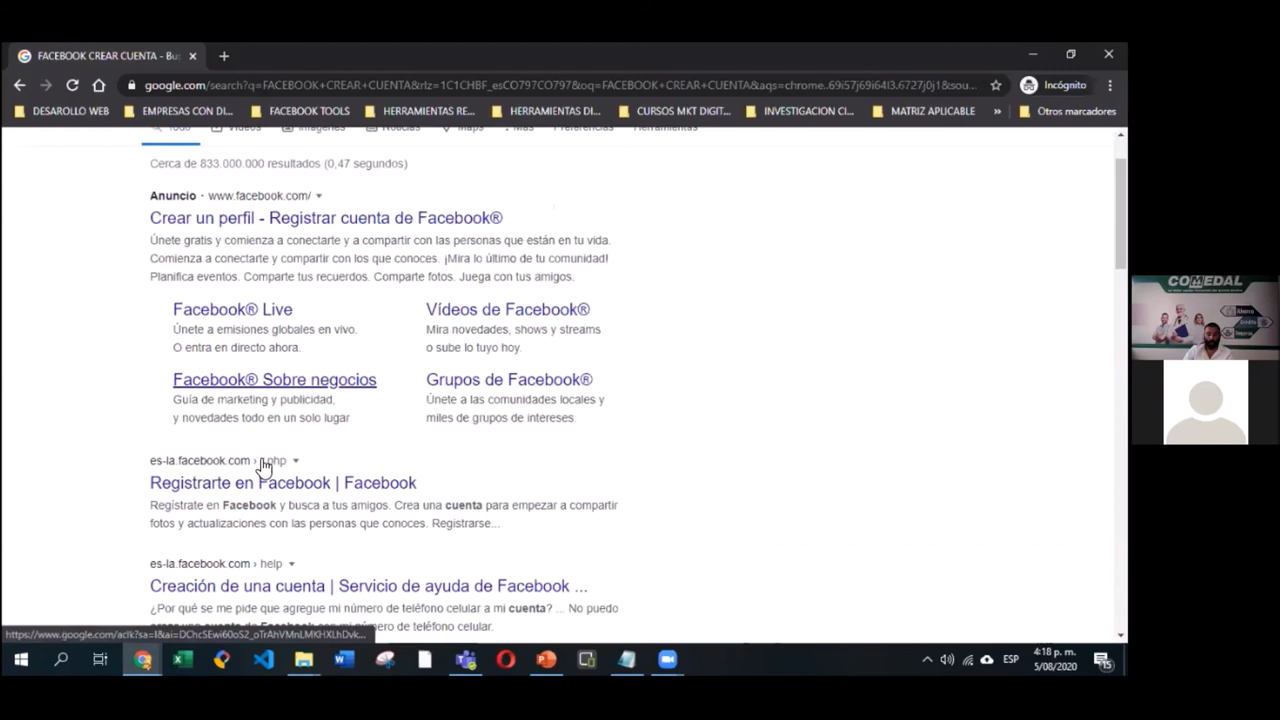 FACEBOOK CREAR CUENTA - Bu
google.com/search?q=FACEBOOK+CREAR+CUENTA&rlz=1C1CHBF_esCO797CO797&oq=FACEBOOK+CREAR+CUENTA&aqs=chrome..69i57j69i64l3.6727j0j1&sou...
Incógnito
DESAROLLO WEB
EMPRESAS CON DI...
FACEBOOK TOOLS
HERRAMIENTAS RE...
HERRAMIENTAS DI...
CURSOS MKT DIGIT...
INVESTIGACION CI...
MATRIZ APLICABLE
»
Otros marcadores
Todo Vídeos Imágenes Noticias Maps Más Preferencias Herramientas
Cerca de 833.000.000 resultados (0,47 segundos)
Anuncio · www.facebook.com/
Crear un perfil - Registrar cuenta de Facebook®
Únete gratis y comienza a conectarte y a compartir con las personas que están en tu vida.
Comienza a conectarte y compartir con los que conoces. ¡Mira lo último de tu comunidad!
Planifica eventos. Comparte tus recuerdos. Comparte fotos. Juega con tus amigos.
Facebook® Live
Únete a emisiones globales en vivo.
O entra en directo ahora.
Vídeos de Facebook®
Mira novedades, shows y streams
o sube lo tuyo hoy.
Facebook® Sobre negocios
Guía de marketing y publicidad,
y novedades todo en un solo lugar
Grupos de Facebook®
Únete a las comunidades locales y
miles de grupos de intereses.
es-la.facebook.com ›
Registrarte en Facebook | Facebook
Regístrate en Facebook y busca a tus amigos. Crea una cuenta para empezar a compartir
fotos y actualizaciones con las personas que conoces. Registrarse...
es-la.facebook.com › help
Creación de una cuenta | Servicio de ayuda de Facebook ...
¿Por qué se me pide que agregue mi número de teléfono celular a mi cuenta? ... No puedo
crear una cuenta de Facebook con mi número de teléfono celular.
COMEDAL
Ahorro
Crédito
ESP
4:18 p. m.
5/08/2020
15